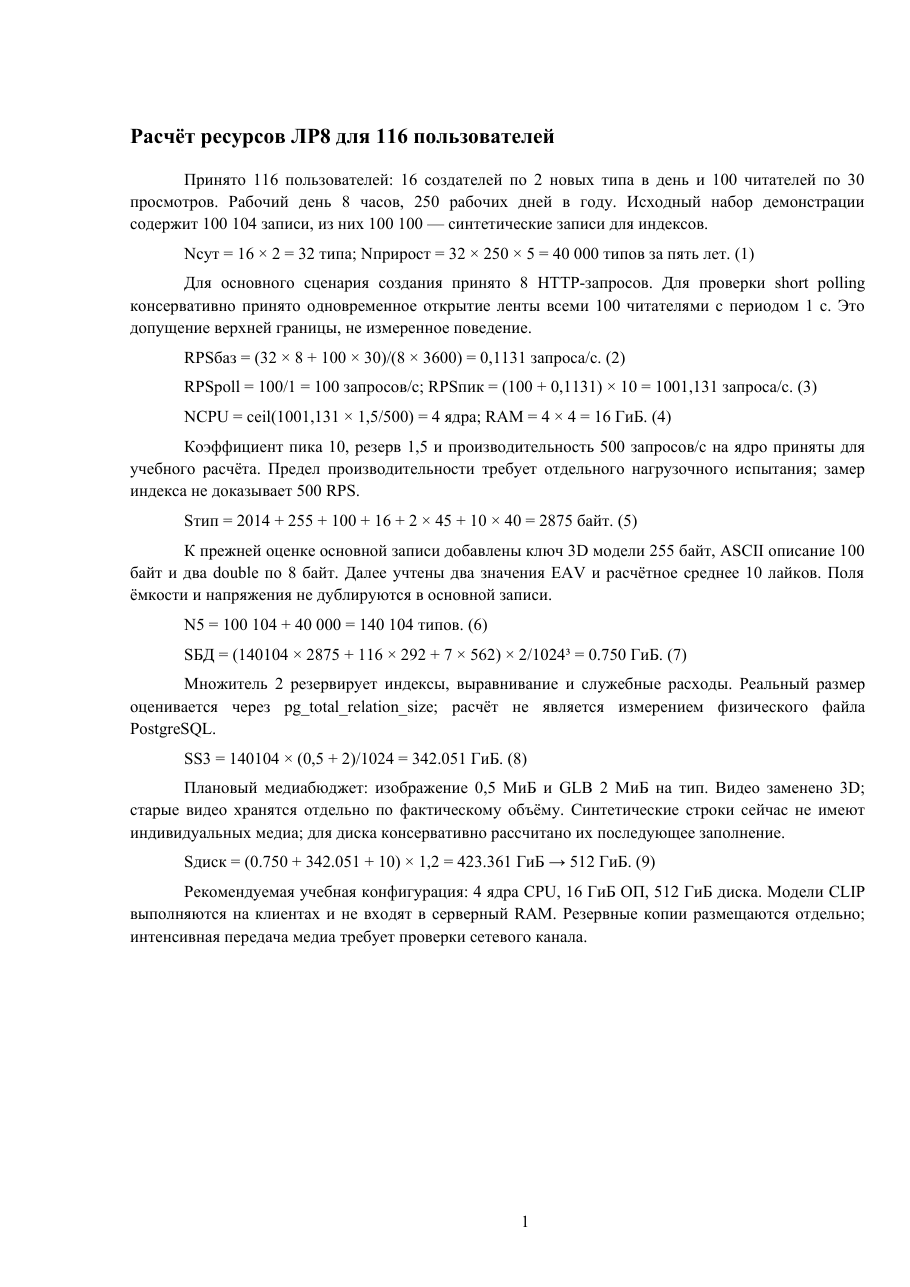 Расчёт ресурсов ЛР8 для 116 пользователей
Принято 116 пользователей: 16 создателей по 2 новых типа в день и 100 читателей по 30
просмотров. Рабочий день 8 часов, 250 рабочих дней в году. Исходный набор демонстрации
содержит 100 104 записи, из них 100 100 — синтетические записи для индексов.
Nсут = 16 × 2 = 32 типа; Nприрост = 32 × 250 × 5 = 40 000 типов за пять лет. (1)
Для основного сценария создания принято 8 HTTP-запросов. Для проверки short polling
консервативно принято одновременное открытие ленты всеми 100 читателями с периодом 1 с. Это
допущение верхней границы, не измеренное поведение.
RPSбаз = (32 × 8 + 100 × 30)/(8 × 3600) = 0,1131 запроса/с. (2)
RPSpoll = 100/1 = 100 запросов/с; RPSпик = (100 + 0,1131) × 10 = 1001,131 запроса/с. (3)
NCPU = ceil(1001,131 × 1,5/500) = 4 ядра; RAM = 4 × 4 = 16 ГиБ. (4)
Коэффициент пика 10, резерв 1,5 и производительность 500 запросов/с на ядро приняты для
учебного расчёта. Предел производительности требует отдельного нагрузочного испытания; замер
индекса не доказывает 500 RPS.
Sтип = 2014 + 255 + 100 + 16 + 2 × 45 + 10 × 40 = 2875 байт. (5)
К прежней оценке основной записи добавлены ключ 3D модели 255 байт, ASCII описание 100
байт и два double по 8 байт. Далее учтены два значения EAV и расчётное среднее 10 лайков. Поля
ёмкости и напряжения не дублируются в основной записи.
N5 = 100 104 + 40 000 = 140 104 типов. (6)
SБД = (140104 × 2875 + 116 × 292 + 7 × 562) × 2/1024³ = 0.750 ГиБ. (7)
Множитель 2 резервирует индексы, выравнивание и служебные расходы. Реальный размер
оценивается через pg_total_relation_size; расчёт не является измерением физического файла
PostgreSQL.
SS3 = 140104 × (0,5 + 2)/1024 = 342.051 ГиБ. (8)
Плановый медиабюджет: изображение 0,5 МиБ и GLB 2 МиБ на тип. Видео заменено 3D;
старые видео хранятся отдельно по фактическому объёму. Синтетические строки сейчас не имеют
индивидуальных медиа; для диска консервативно рассчитано их последующее заполнение.
Sдиск = (0.750 + 342.051 + 10) × 1,2 = 423.361 ГиБ → 512 ГиБ. (9)
Рекомендуемая учебная конфигурация: 4 ядра CPU, 16 ГиБ ОП, 512 ГиБ диска. Модели CLIP
выполняются на клиентах и не входят в серверный RAM. Резервные копии размещаются отдельно;
интенсивная передача медиа требует проверки сетевого канала.
1